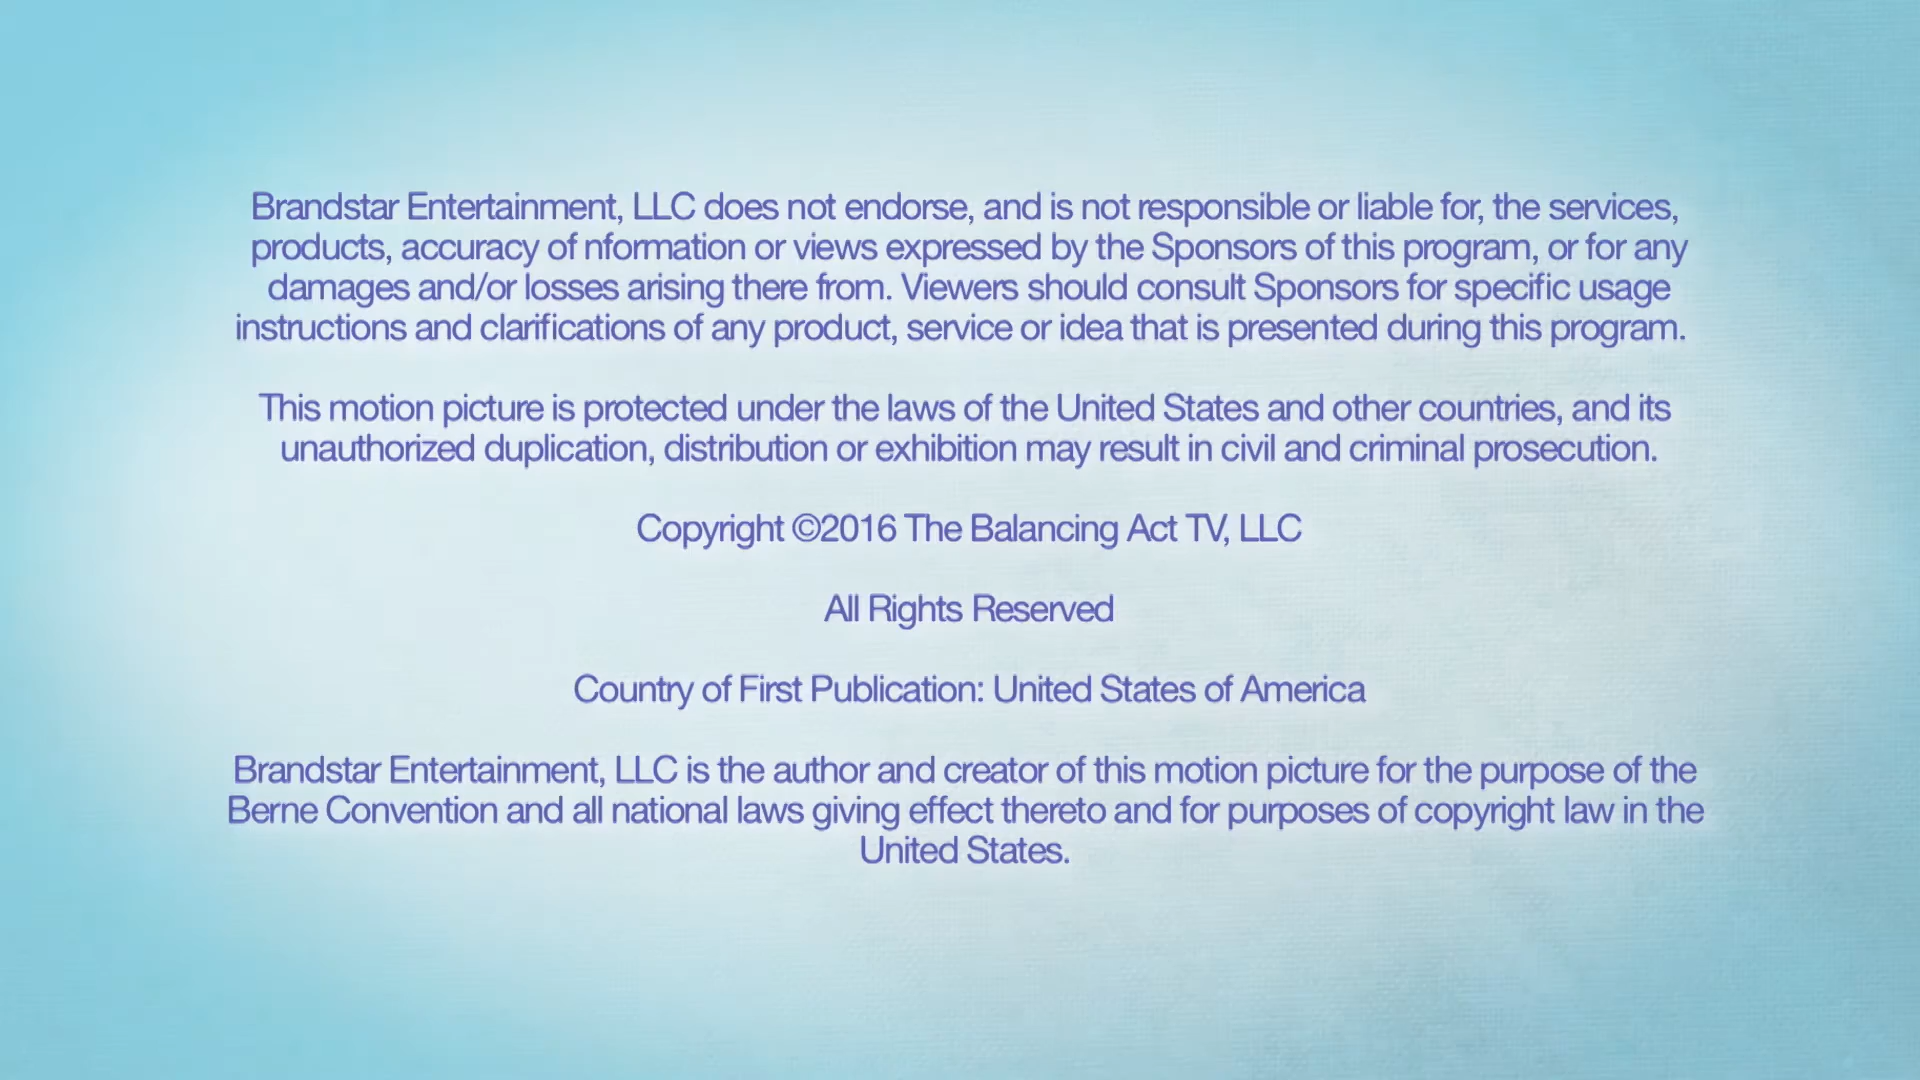 Brandstar Entertainment, LLC does not endorse, and is not responsible or liable for, the services,
products, accuracy of nformation or views expressed by the Sponsors of this program, or for any
damages and/or losses arising there from. Viewers should consult Sponsors for specific usage
instructions and clarifications of any product, service or idea that is presented during this program.
This motion picture is protected under the laws of the United States and other countries, and its
unauthorized duplication, distribution or exhibition may result in civil and criminal prosecution.
Copyright ©2016 The Balancing Act TV, LLC
All Rights Reserved
Country of First Publication: United States of America
Brandstar Entertainment, LLC is the author and creator of this motion picture for the purpose of the
Berne Convention and all national laws giving effect thereto and for purposes of copyright law in the
United States.